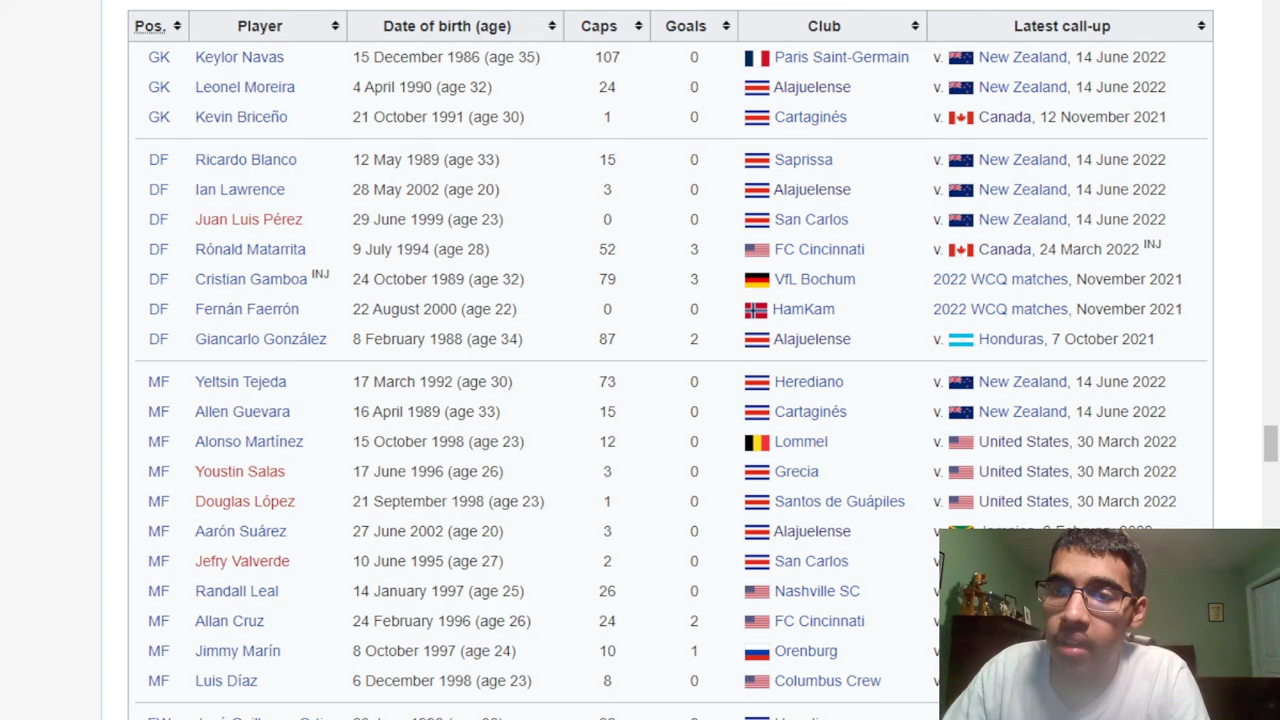 Pos. Player Date of birth (age) Caps Goals Club Latest call-up
GK Keylor Navas 15 December 1986 (age 35) 107 0 Paris Saint-Germain v. New Zealand, 14 June 2022
GK Leonel Moreira 4 April 1990 (age 32) 24 0 Alajuelense v. New Zealand, 14 June 2022
GK Kevin Briceño 21 October 1991 (age 30) 1 0 Cartaginés v. Canada, 12 November 2021
DF Ricardo Blanco 12 May 1989 (age 33) 15 0 Saprissa v. New Zealand, 14 June 2022
DF Ian Lawrence 28 May 2002 (age 20) 3 0 Alajuelense v. New Zealand, 14 June 2022
DF Juan Luis Pérez 29 June 1999 (age 23) 0 0 San Carlos v. New Zealand, 14 June 2022
DF Rónald Matarrita 9 July 1994 (age 28) 52 3 FC Cincinnati v. Canada, 24 March 2022 INJ
DF Cristian Gamboa INJ 24 October 1989 (age 32) 79 3 VfL Bochum 2022 WCQ matches, November 2021
DF Fernán Faerrón 22 August 2000 (age 22) 0 0 HamKam 2022 WCQ matches, November 2021
DF Giancarlo González 8 February 1988 (age 34) 87 2 Alajuelense v. Honduras, 7 October 2021
MF Yeltsin Tejeda 17 March 1992 (age 30) 73 0 Herediano v. New Zealand, 14 June 2022
MF Allen Guevara 16 April 1989 (age 33) 15 0 Cartaginés v. New Zealand, 14 June 2022
MF Alonso Martínez 15 October 1998 (age 23) 12 0 Lommel v. United States, 30 March 2022
MF Youstin Salas 17 June 1996 (age 26) 3 0 Grecia v. United States, 30 March 2022
MF Douglas López 21 September 1998 (age 23) 1 0 Santos de Guápiles v. United States, 30 March 2022
MF Aarón Suárez 27 June 2002 (age 20) 3 0 Alajuelense
MF Jefry Valverde 10 June 1995 (age 27) 2 0 San Carlos
MF Randall Leal 14 January 1997 (age 25) 26 0 Nashville SC
MF Allan Cruz 24 February 1996 (age 26) 24 2 FC Cincinnati
MF Jimmy Marín 8 October 1997 (age 24) 10 1 Orenburg
MF Luis Díaz 6 December 1998 (age 23) 8 0 Columbus Crew